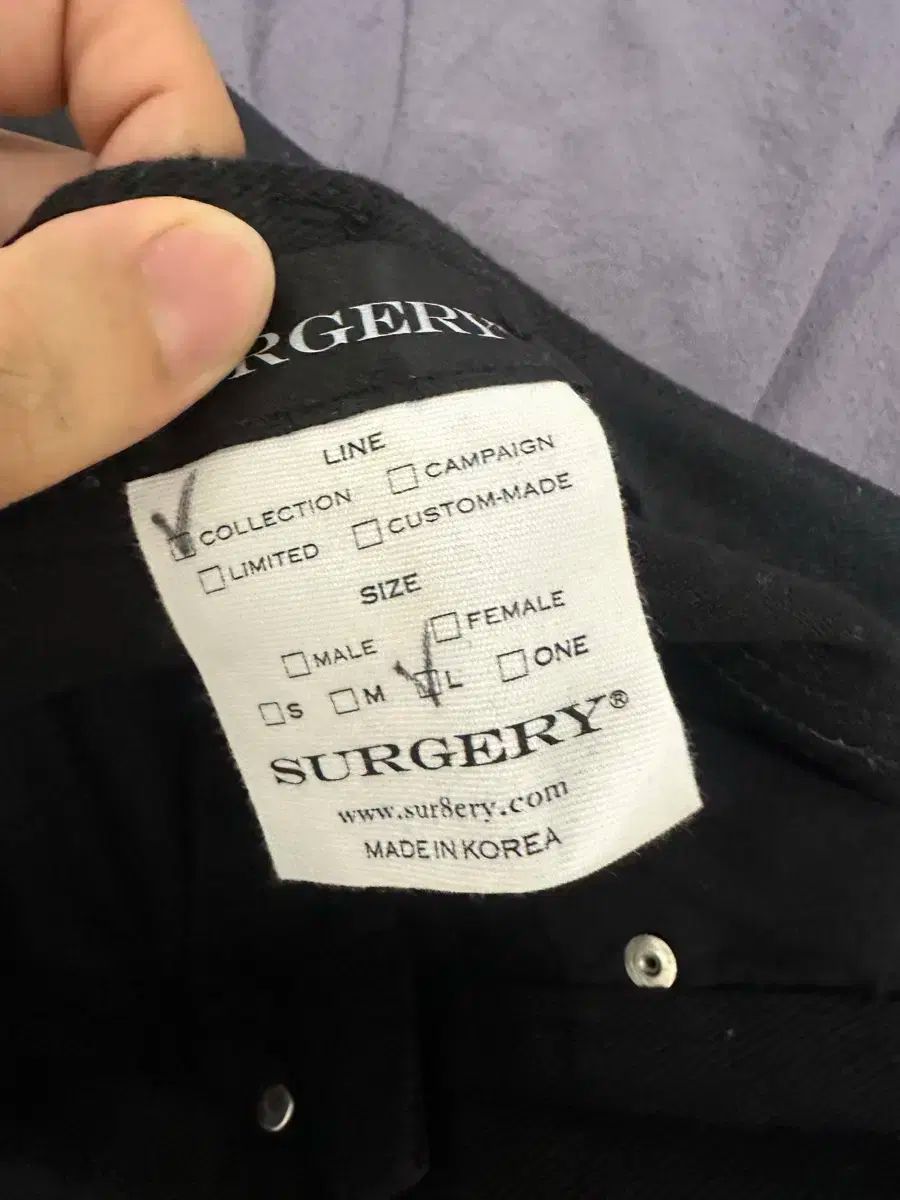 RGERY
LINE
☑ COLLECTION ☐ CAMPAIGN
☐ LIMITED ☐ CUSTOM-MADE
SIZE
☐ MALE ☐ FEMALE
☐ S ☐ M ☑ L ☐ ONE
SURGERY®
www.sur8ery.com
MADE IN KOREA